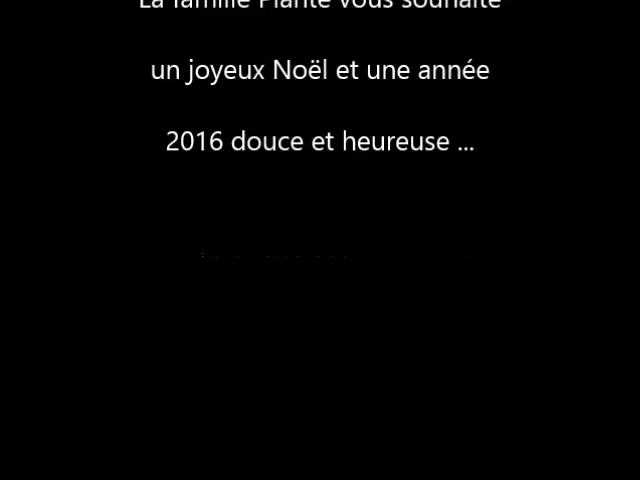 La famille Plante vous souhaite
un joyeux Noël et une année
2016 douce et heureuse ...